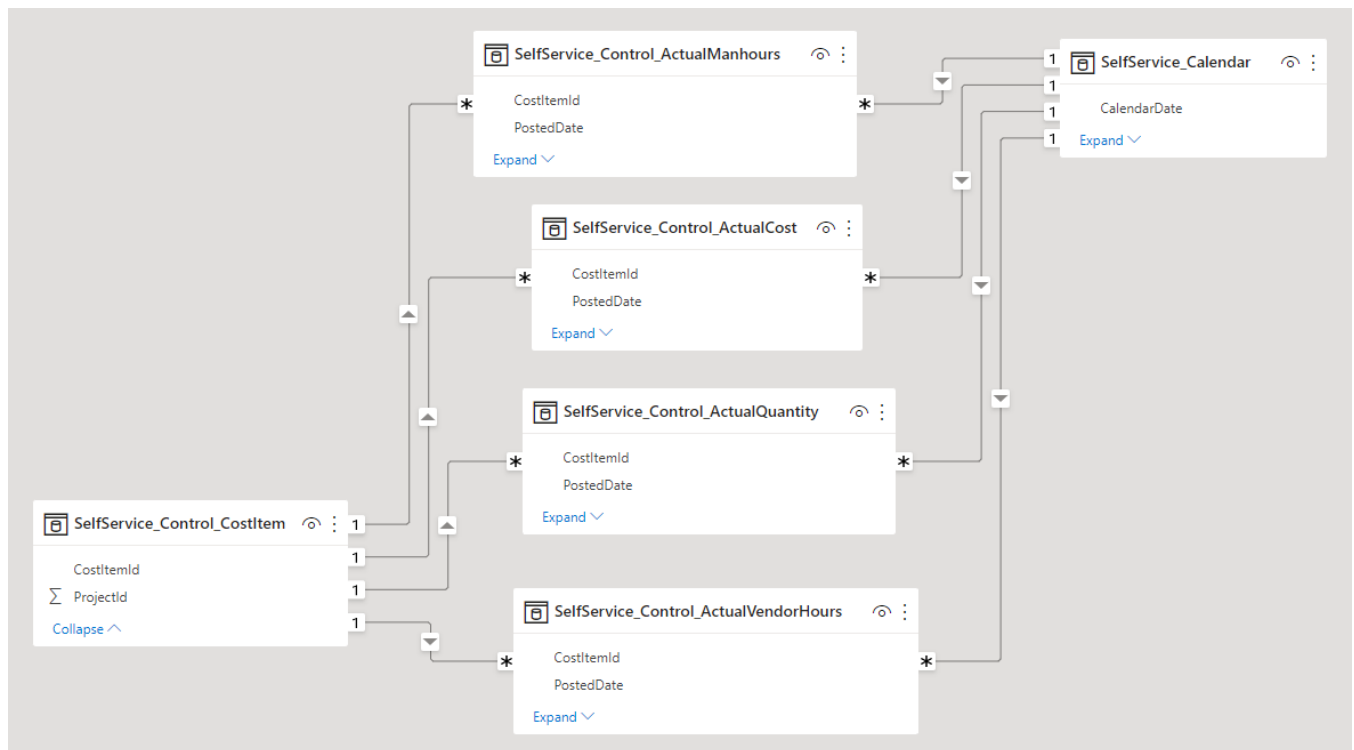 SelfService_Control_ActualManhours
CostItemId
PostedDate
Expand
*
*
1
1
1
1
SelfService_Calendar
CalendarDate
Expand
SelfService_Control_ActualCost
CostItemId
PostedDate
Expand
*
*
SelfService_Control_ActualQuantity
CostItemId
PostedDate
Expand
*
*
SelfService_Control_CostItem
CostItemId
Σ ProjectId
Collapse
1
1
1
1
SelfService_Control_ActualVendorHours
CostItemId
PostedDate
Expand
*
*